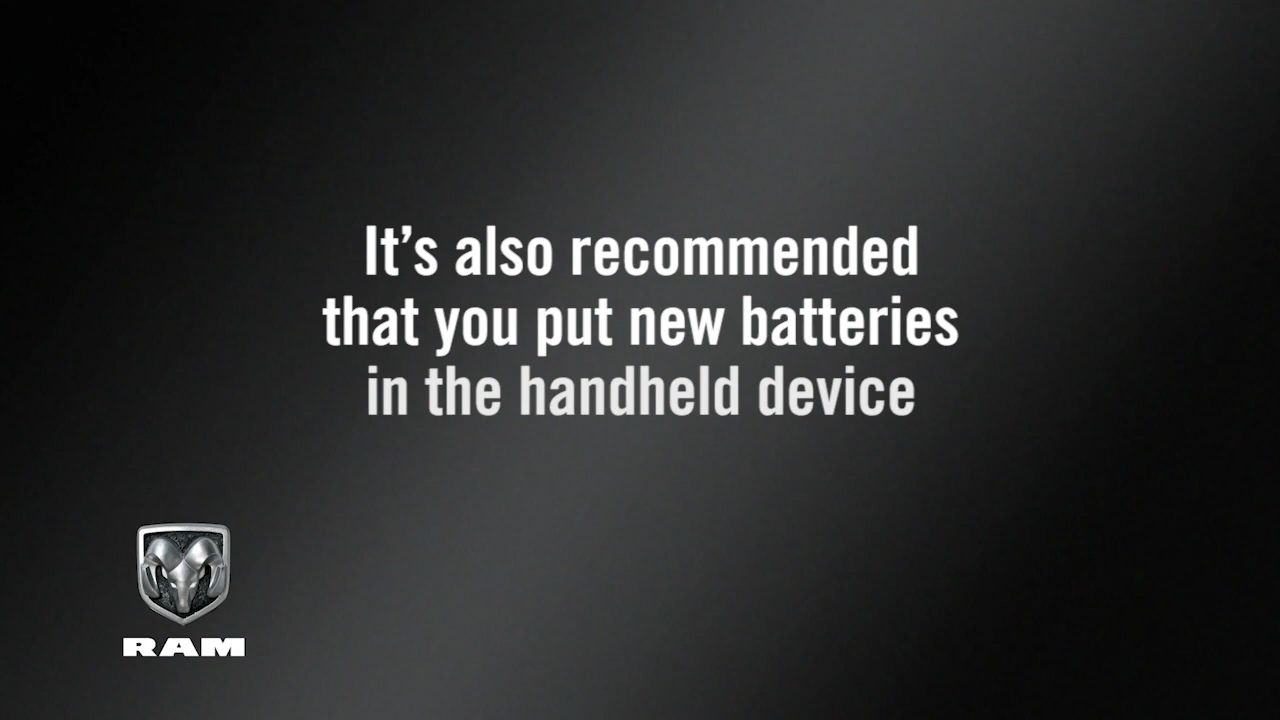 It’s also recommended
that you put new batteries
in the handheld device
RAM